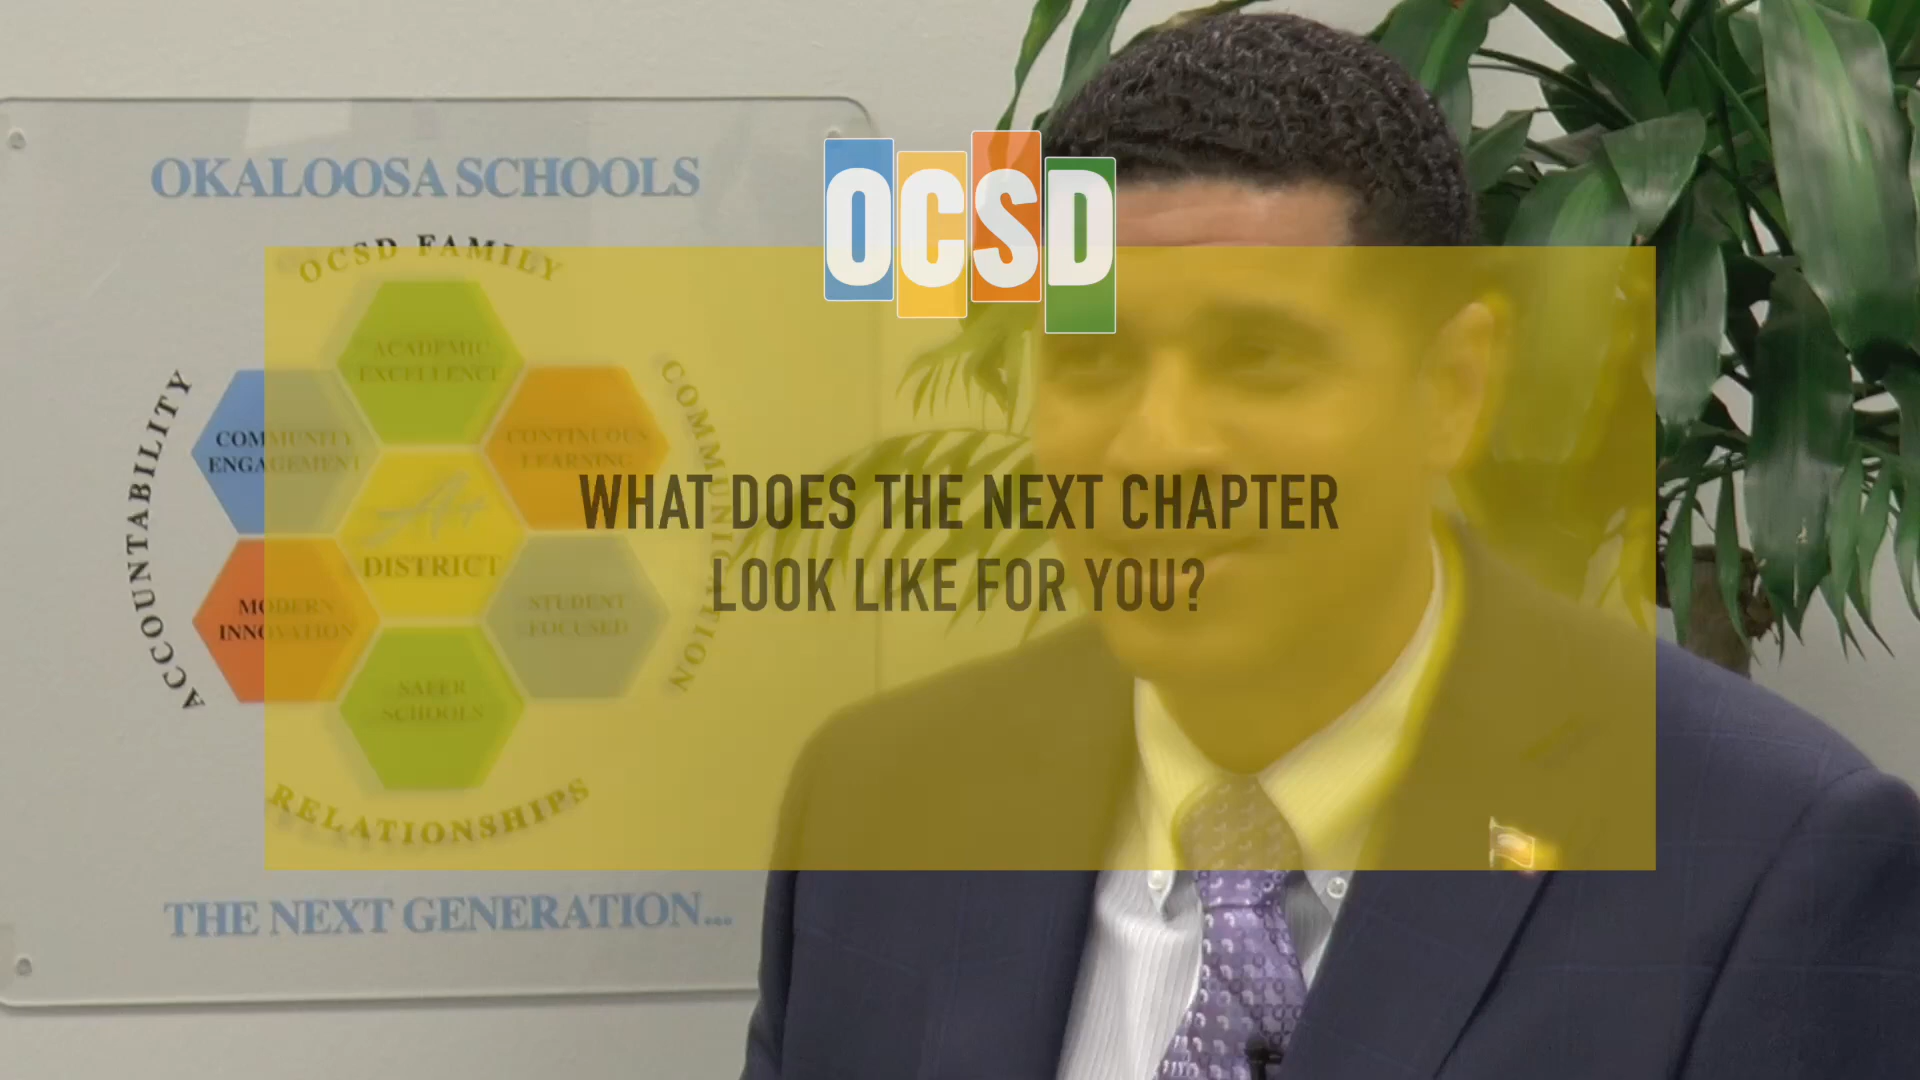 OKALOOSA SCHOOLS
OCSD
OCSD FAMILY
ACCOUNTABILITY
COMMUNICATION
ACADEMIC
EXCELLENCE
COMMUNITY
ENGAGEMENT
CONTINUOUS
LEARNING
A+
DISTRICT
MODERN
INNOVATION
STUDENT
FOCUSED
SAFER
SCHOOLS
RELATIONSHIPS
THE NEXT GENERATION...
WHAT DOES THE NEXT CHAPTER
LOOK LIKE FOR YOU?